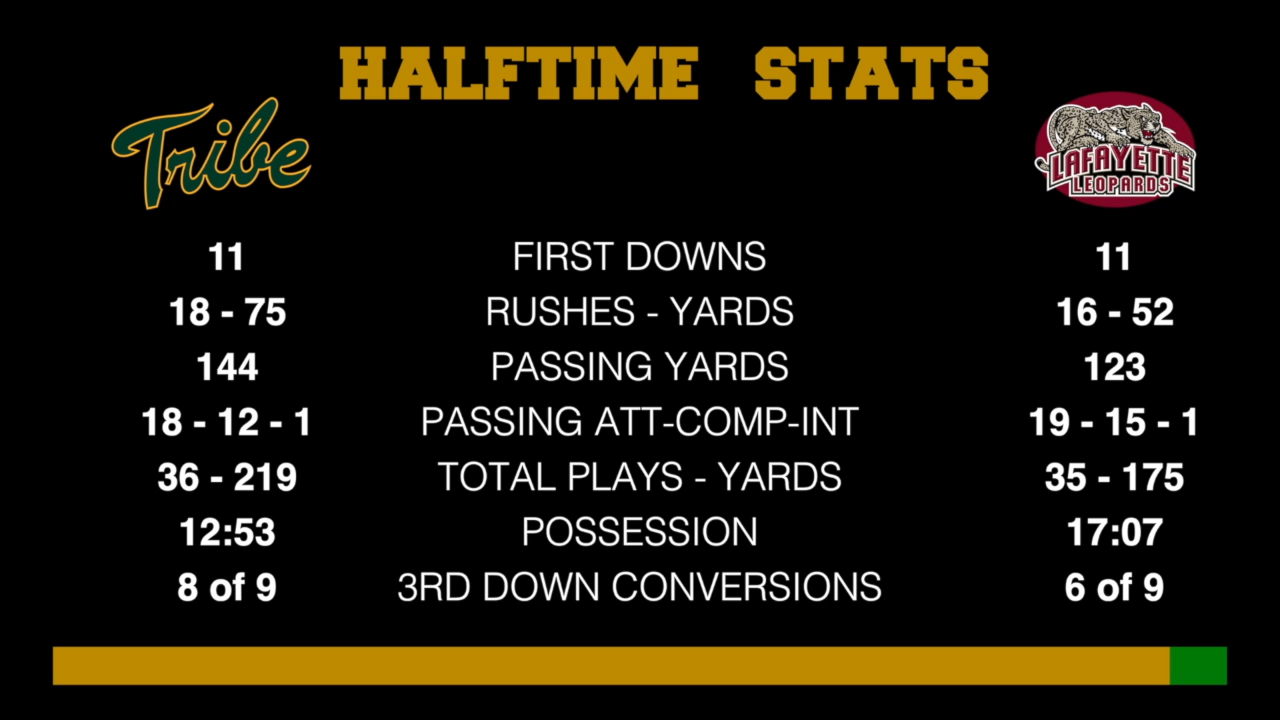 HALFTIME STATS
Tribe
LAFAYETTE
LEOPARDS
11 FIRST DOWNS 11
18 - 75 RUSHES - YARDS 16 - 52
144 PASSING YARDS 123
18 - 12 - 1 PASSING ATT-COMP-INT 19 - 15 - 1
36 - 219 TOTAL PLAYS - YARDS 35 - 175
12:53 POSSESSION 17:07
8 of 9 3RD DOWN CONVERSIONS 6 of 9